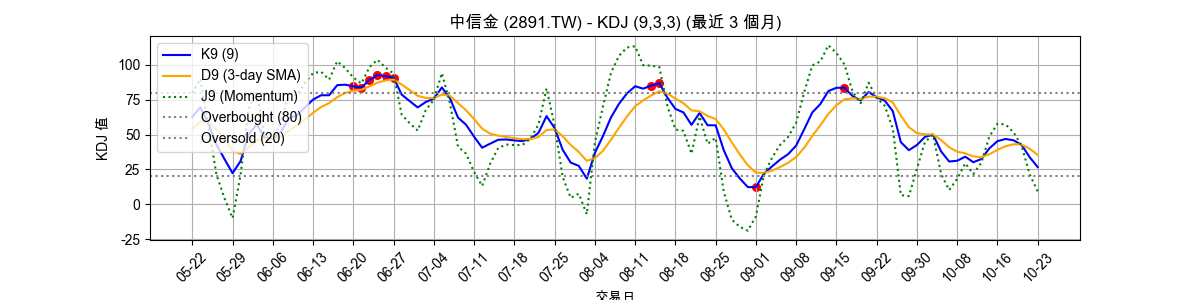 中信金 (2891.TW) - KDJ (9,3,3) (最近 3 個月)
K9 (9)
D9 (3-day SMA)
J9 (Momentum)
Overbought (80)
Oversold (20)
KDJ 值
100
75
50
25
0
-25
05-22 05-29 06-06 06-13 06-20 06-27 07-04 07-11 07-18 07-25 08-04 08-11 08-18 08-25 09-01 09-08 09-15 09-22 09-30 10-08 10-16 10-23
交易日